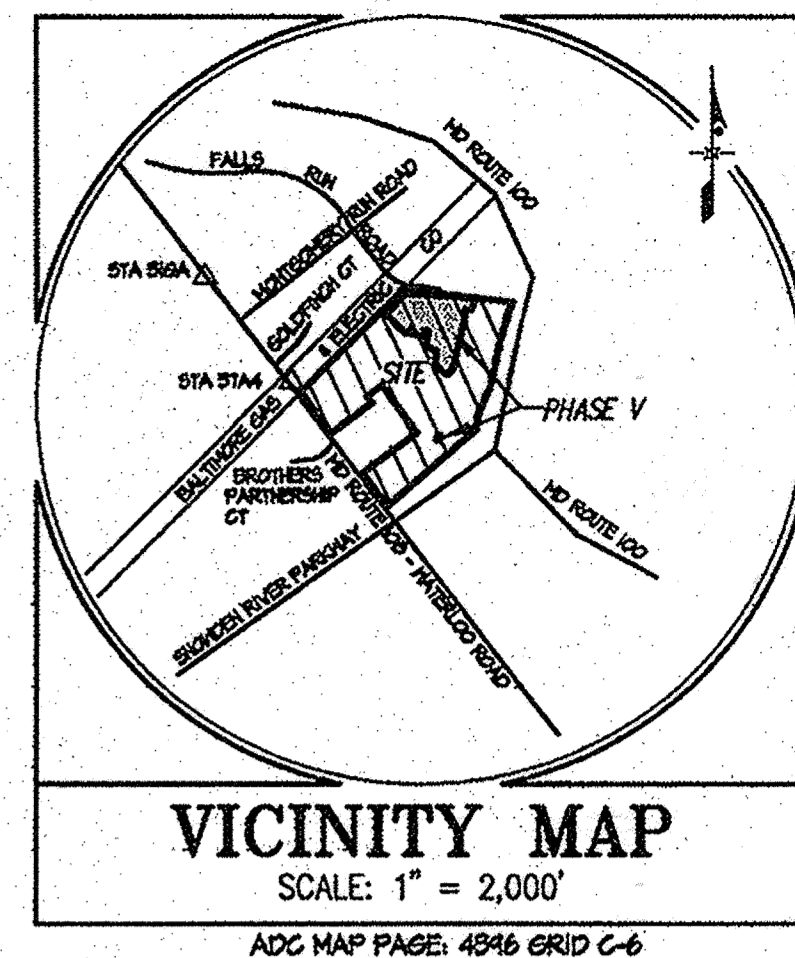 MD ROUTE 100
FALLS
RUN
ROAD
MONTGOMERY RUN ROAD
STA 516A
GOLDFINCH CT
BALTIMORE GAS
& ELECTRIC
CO
STA 37A4
SITE
PHASE V
BROTHERS
PARTNERSHIP
CT
MD ROUTE 108 - WATERLOO ROAD
MD ROUTE 100
SNOWDEN RIVER PARKWAY
VICINITY MAP
SCALE: 1" = 2,000'
ADC MAP PAGE: 4896 GRID C-6